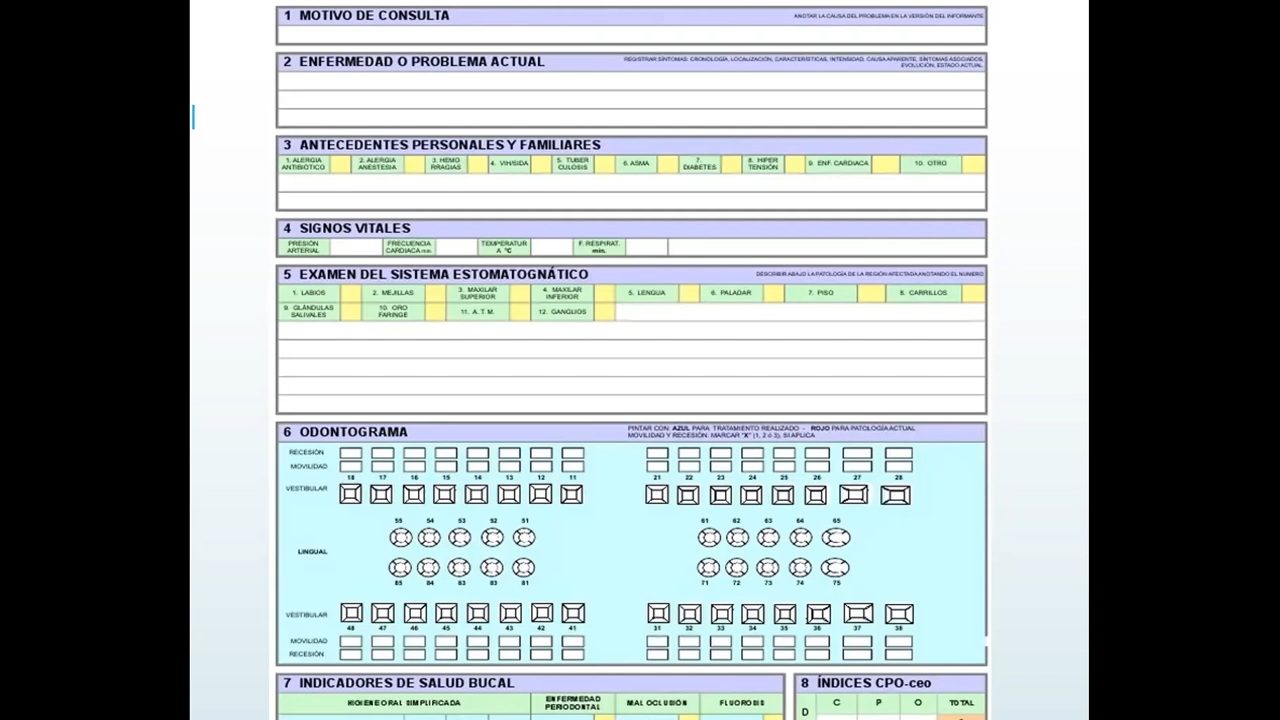 1 MOTIVO DE CONSULTA
ANOTAR LA CAUSA DEL PROBLEMA EN LA VERSIÓN DEL INFORMANTE
2 ENFERMEDAD O PROBLEMA ACTUAL
REGISTRAR SÍNTOMAS: CRONOLOGÍA, LOCALIZACIÓN, CARACTERÍSTICAS, INTENSIDAD, CAUSA APARENTE, SÍNTOMAS ASOCIADOS,
EVOLUCIÓN, ESTADO ACTUAL.
3 ANTECEDENTES PERSONALES Y FAMILIARES
1. ALERGIA ANTIBIÓTICO 2. ALERGIA ANESTESIA 3. HEMO RRAGIAS 4. VIH/SIDA 5. TUBER CULOSIS 6. ASMA 7. DIABETES 8. HIPER TENSIÓN 9. ENF. CARDIACA 10. OTRO
4 SIGNOS VITALES
PRESIÓN ARTERIAL FRECUENCIA CARDIACA min. TEMPERATUR A °C F. RESPIRAT. min.
5 EXAMEN DEL SISTEMA ESTOMATOGNÁTICO
DESCRIBIR ABAJO LA PATOLOGÍA DE LA REGIÓN AFECTADA ANOTANDO EL NUMERO
1. LABIOS 2. MEJILLAS 3. MAXILAR SUPERIOR 4. MAXILAR INFERIOR 5. LENGUA 6. PALADAR 7. PISO 8. CARRILLOS
9. GLÁNDULAS SALIVALES 10. ORO FARINGE 11. A. T. M. 12. GANGLIOS
6 ODONTOGRAMA
PINTAR CON: AZUL PARA TRATAMIENTO REALIZADO - ROJO PARA PATOLOGÍA ACTUAL
MOVILIDAD Y RECESIÓN: MARCAR "X" (1, 2 ó 3), SI APLICA
RECESIÓN
MOVILIDAD
18 17 16 15 14 13 12 11 21 22 23 24 25 26 27 28
VESTIBULAR
55 54 53 52 51 61 62 63 64 65
LINGUAL
85 84 83 83 81 71 72 73 74 75
VESTIBULAR
48 47 46 45 44 43 42 41 31 32 33 34 35 36 37 38
MOVILIDAD
RECESIÓN
7 INDICADORES DE SALUD BUCAL
8 ÍNDICES CPO-ceo
HIGIENE ORAL SIMPLIFICADA ENFERMEDAD PERIODONTAL MAL OCLUSIÓN FLUOROSIS
D C P O TOTAL